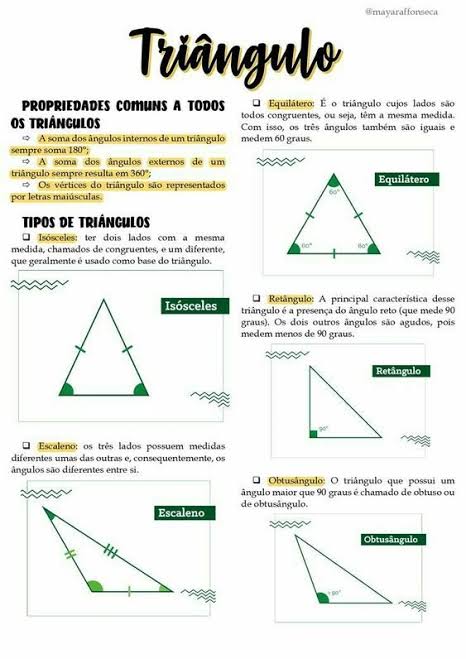 @mayaraffonseca
Triângulo
PROPRIEDADES COMUNS A TODOS
OS TRIÂNGULOS
⇨ A soma dos ângulos internos de um triângulo
sempre soma 180°;
⇨ A soma dos ângulos externos de um
triângulo sempre resulta em 360°;
⇨ Os vértices do triângulo são representados
por letras maiúsculas.
TIPOS DE TRIÂNGULOS
❑ Isósceles: ter dois lados com a mesma
medida, chamados de congruentes, e um diferente,
que geralmente é usado como base do triângulo.
Isósceles
❑ Escaleno: os três lados possuem medidas
diferentes umas das outras e, consequentemente, os
ângulos são diferentes entre si.
Escaleno
❑ Equilátero: É o triângulo cujos lados são
todos congruentes, ou seja, têm a mesma medida.
Com isso, os três ângulos também são iguais e
medem 60 graus.
Equilátero
60°
60° 60°
❑ Retângulo: A principal característica desse
triângulo é a presença do ângulo reto (que mede 90
graus). Os dois outros ângulos são agudos, pois
medem menos de 90 graus.
Retângulo
90°
❑ Obtusângulo: O triângulo que possui um
ângulo maior que 90 graus é chamado de obtuso ou
de obtusângulo.
Obtusângulo
+90°